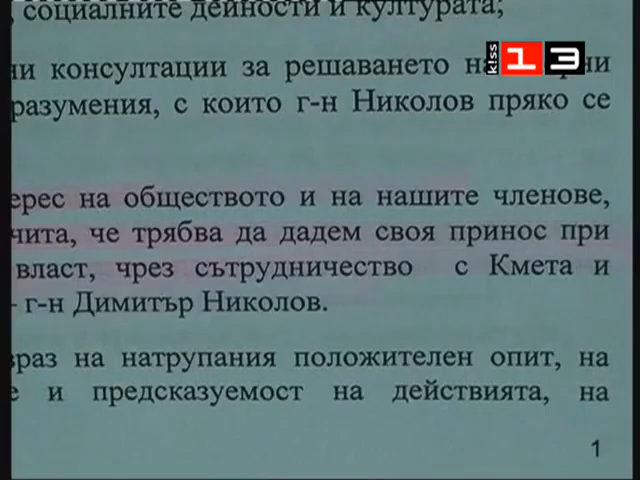 , социалните дейности и културата;
ни консултации за решаването на
разумения, с които г-н Николов пряко се
ерес на обществото и на нашите членове,
чита, че трябва да дадем своя принос при
власт, чрез сътрудничество с Кмета и
- г-н Димитър Николов.
враз на натрупания положителен опит, на
е и предсказуемост на действията, на
1
kiss 13